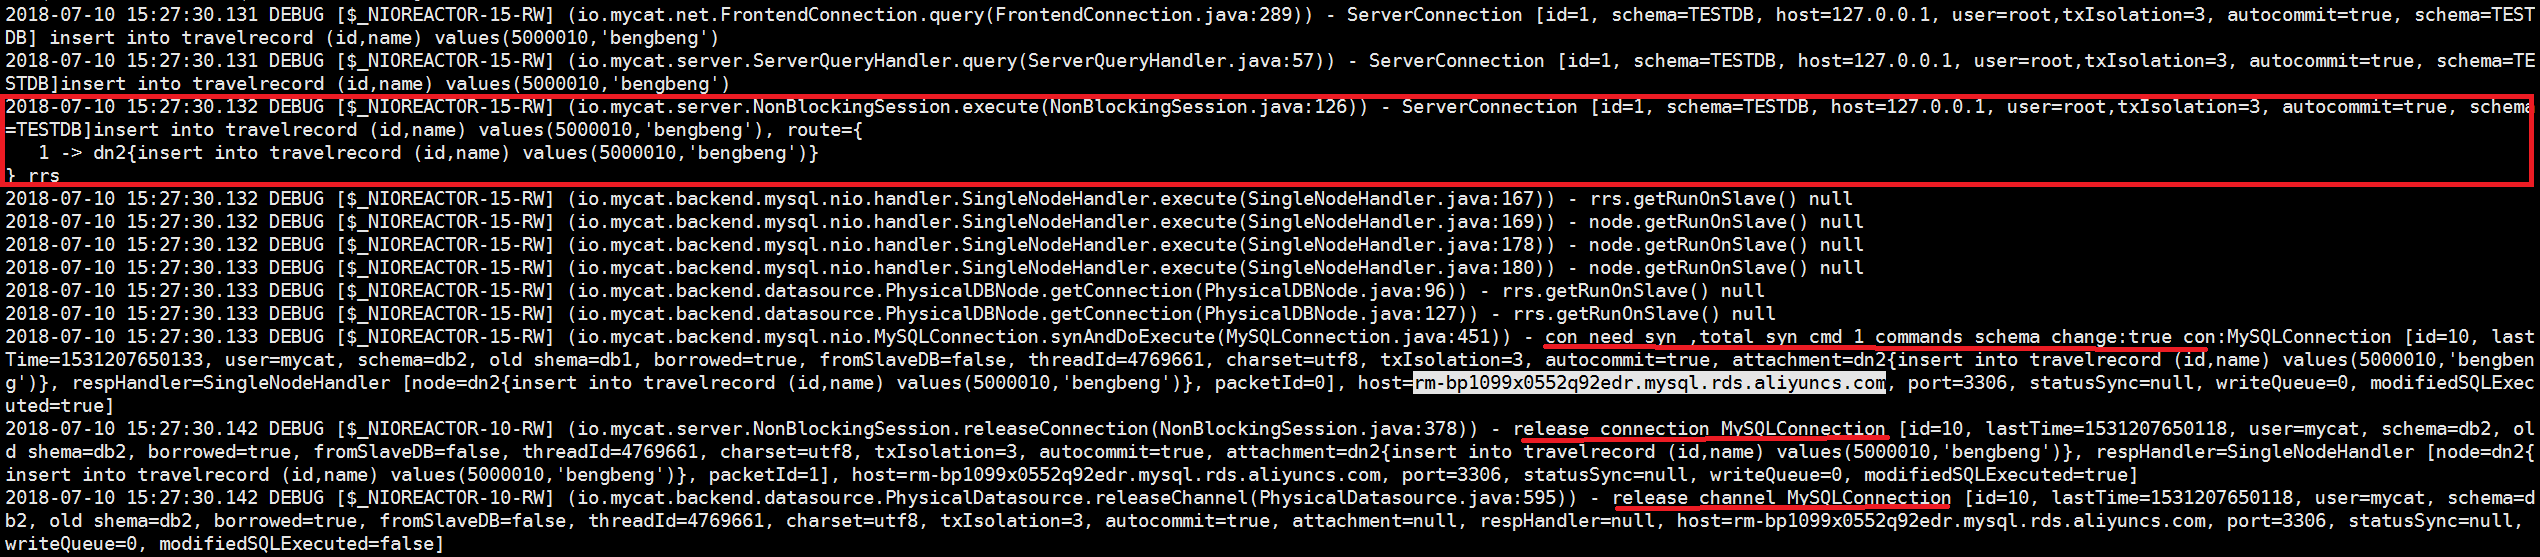 2018-07-10 15:27:30.131 DEBUG [$_NIOREACTOR-15-RW] (io.mycat.net.FrontendConnection.query(FrontendConnection.java:289)) - ServerConnection [id=1, schema=TESTDB, host=127.0.0.1, user=root,txIsolation=3, autocommit=true, schema=TEST
DB] insert into travelrecord (id,name) values(5000010,'bengbeng')
2018-07-10 15:27:30.131 DEBUG [$_NIOREACTOR-15-RW] (io.mycat.server.ServerQueryHandler.query(ServerQueryHandler.java:57)) - ServerConnection [id=1, schema=TESTDB, host=127.0.0.1, user=root,txIsolation=3, autocommit=true, schema=TE
STDB]insert into travelrecord (id,name) values(5000010,'bengbeng')
2018-07-10 15:27:30.132 DEBUG [$_NIOREACTOR-15-RW] (io.mycat.server.NonBlockingSession.execute(NonBlockingSession.java:126)) - ServerConnection [id=1, schema=TESTDB, host=127.0.0.1, user=root,txIsolation=3, autocommit=true, schema
=TESTDB]insert into travelrecord (id,name) values(5000010,'bengbeng'), route={
   1 -> dn2{insert into travelrecord (id,name) values(5000010,'bengbeng')}
} rrs
2018-07-10 15:27:30.132 DEBUG [$_NIOREACTOR-15-RW] (io.mycat.backend.mysql.nio.handler.SingleNodeHandler.execute(SingleNodeHandler.java:167)) - rrs.getRunOnSlave() null
2018-07-10 15:27:30.132 DEBUG [$_NIOREACTOR-15-RW] (io.mycat.backend.mysql.nio.handler.SingleNodeHandler.execute(SingleNodeHandler.java:169)) - node.getRunOnSlave() null
2018-07-10 15:27:30.132 DEBUG [$_NIOREACTOR-15-RW] (io.mycat.backend.mysql.nio.handler.SingleNodeHandler.execute(SingleNodeHandler.java:178)) - node.getRunOnSlave() null
2018-07-10 15:27:30.133 DEBUG [$_NIOREACTOR-15-RW] (io.mycat.backend.mysql.nio.handler.SingleNodeHandler.execute(SingleNodeHandler.java:180)) - node.getRunOnSlave() null
2018-07-10 15:27:30.133 DEBUG [$_NIOREACTOR-15-RW] (io.mycat.backend.datasource.PhysicalDBNode.getConnection(PhysicalDBNode.java:96)) - rrs.getRunOnSlave() null
2018-07-10 15:27:30.133 DEBUG [$_NIOREACTOR-15-RW] (io.mycat.backend.datasource.PhysicalDBNode.getConnection(PhysicalDBNode.java:127)) - rrs.getRunOnSlave() null
2018-07-10 15:27:30.133 DEBUG [$_NIOREACTOR-15-RW] (io.mycat.backend.mysql.nio.MySQLConnection.synAndDoExecute(MySQLConnection.java:451)) - con need syn ,total syn cmd 1 commands schema change:true con:MySQLConnection [id=10, last
Time=1531207650133, user=mycat, schema=db2, old shema=db1, borrowed=true, fromSlaveDB=false, threadId=4769661, charset=utf8, txIsolation=3, autocommit=true, attachment=dn2{insert into travelrecord (id,name) values(5000010,'bengben
g')}, respHandler=SingleNodeHandler [node=dn2{insert into travelrecord (id,name) values(5000010,'bengbeng')}, packetId=0], host=rm-bp1099x0552q92edr.mysql.rds.aliyuncs.com, port=3306, statusSync=null, writeQueue=0, modifiedSQLExec
uted=true]
2018-07-10 15:27:30.142 DEBUG [$_NIOREACTOR-10-RW] (io.mycat.server.NonBlockingSession.releaseConnection(NonBlockingSession.java:378)) - release connection MySQLConnection [id=10, lastTime=1531207650118, user=mycat, schema=db2, ol
d shema=db2, borrowed=true, fromSlaveDB=false, threadId=4769661, charset=utf8, txIsolation=3, autocommit=true, attachment=dn2{insert into travelrecord (id,name) values(5000010,'bengbeng')}, respHandler=SingleNodeHandler [node=dn2{
insert into travelrecord (id,name) values(5000010,'bengbeng')}, packetId=1], host=rm-bp1099x0552q92edr.mysql.rds.aliyuncs.com, port=3306, statusSync=null, writeQueue=0, modifiedSQLExecuted=true]
2018-07-10 15:27:30.142 DEBUG [$_NIOREACTOR-10-RW] (io.mycat.backend.datasource.PhysicalDatasource.releaseChannel(PhysicalDatasource.java:595)) - release channel MySQLConnection [id=10, lastTime=1531207650118, user=mycat, schema=d
b2, old shema=db2, borrowed=true, fromSlaveDB=false, threadId=4769661, charset=utf8, txIsolation=3, autocommit=true, attachment=null, respHandler=null, host=rm-bp1099x0552q92edr.mysql.rds.aliyuncs.com, port=3306, statusSync=null,
writeQueue=0, modifiedSQLExecuted=false]